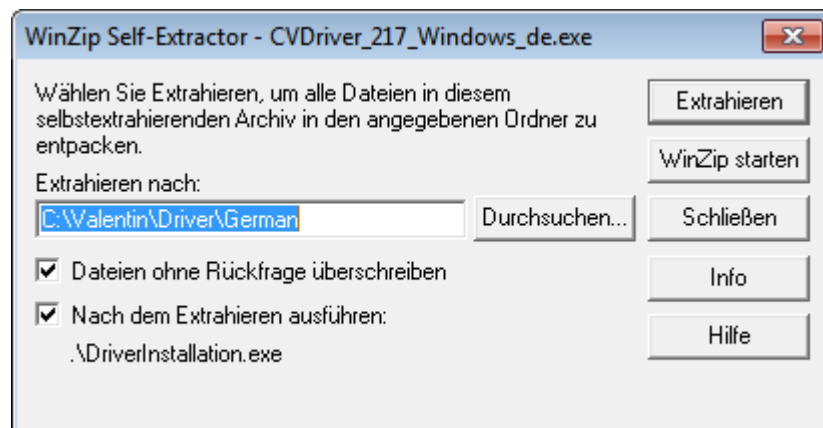 WinZip Self-Extractor - CVDriver_217_Windows_de.exe
Wählen Sie Extrahieren, um alle Dateien in diesem
selbstextrahierenden Archiv in den angegebenen Ordner zu
entpacken.
Extrahieren nach:
C:\Valentin\Driver\German
Durchsuchen...
Dateien ohne Rückfrage überschreiben
Nach dem Extrahieren ausführen:
.\DriverInstallation.exe
Extrahieren
WinZip starten
Schließen
Info
Hilfe